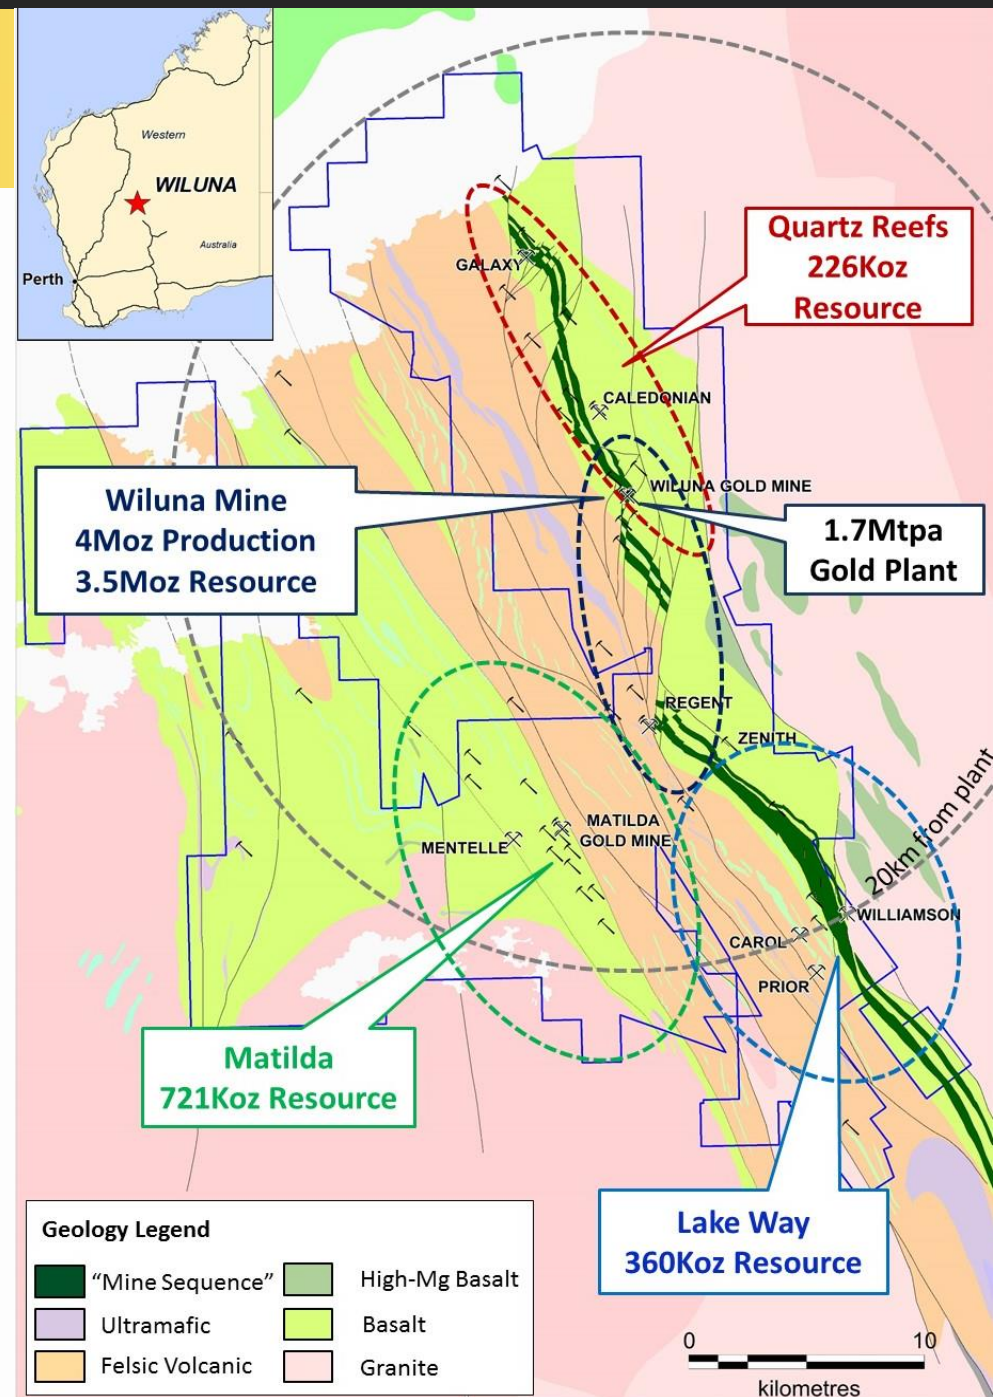 Western
WILUNA
Australia
Perth
Quartz Reefs
226Koz
Resource
GALAXY
CALEDONIAN
WILUNA GOLD MINE
Wiluna Mine
4Moz Production
3.5Moz Resource
1.7Mtpa
Gold Plant
REGENT
ZENITH
MATILDA
GOLD MINE
MENTELLE
20km from plant
WILLIAMSON
CAROL
PRIOR
Matilda
721Koz Resource
Lake Way
360Koz Resource
Geology Legend
"Mine Sequence"
High-Mg Basalt
Ultramafic
Basalt
Felsic Volcanic
Granite
0 10
kilometres